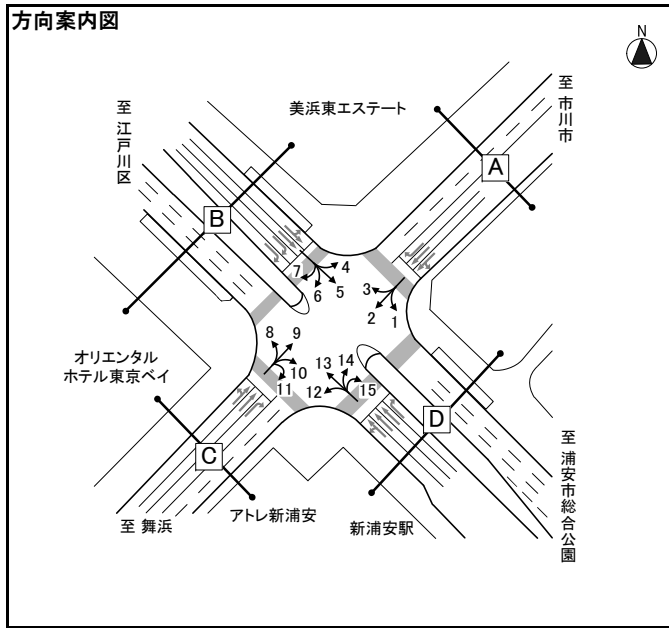 方向案内図
N
美浜東エステート
至 市川市
至 江戸川区
A
B
7
4
6
5
3
2
1
8
9
10
11
13
14
12
15
オリエンタル
ホテル東京ベイ
C
D
至 浦安市総合公園
至 舞浜
アトレ新浦安
新浦安駅